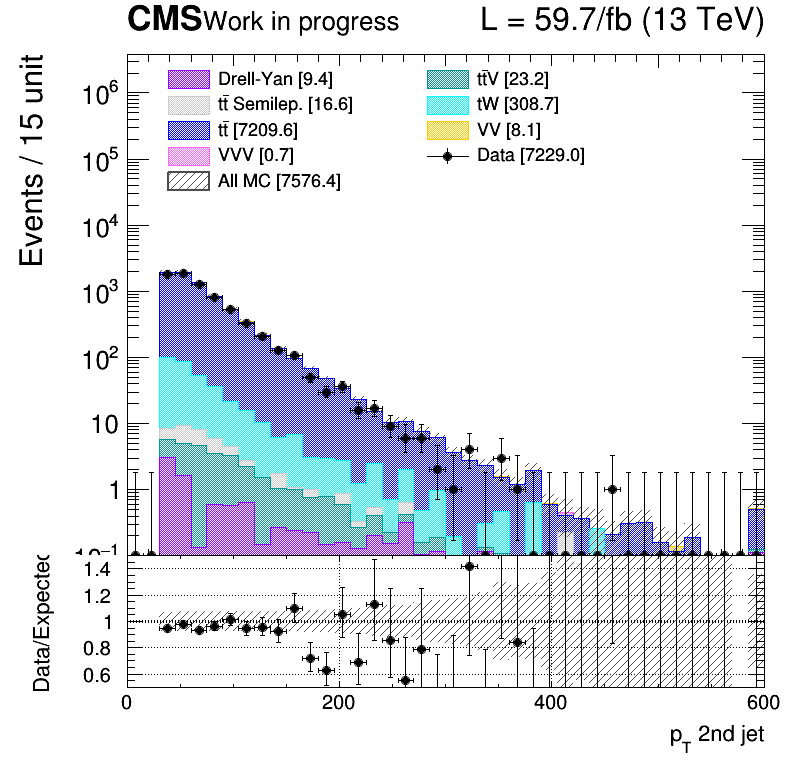 CMS Work in progress L = 59.7/fb (13 TeV)
Events / 15 unit
Drell-Yan [9.4]
tt̄ Semilep. [16.6]
tt̄ [7209.6]
VVV [0.7]
All MC [7576.4]
tt̄V [23.2]
tW [308.7]
VV [8.1]
Data [7229.0]
10⁶
10⁵
10⁴
10³
10²
10
1
10⁻¹
Data/Expected
1.4
1.2
1
0.8
0.6
0 200 400 600
p_T 2nd jet